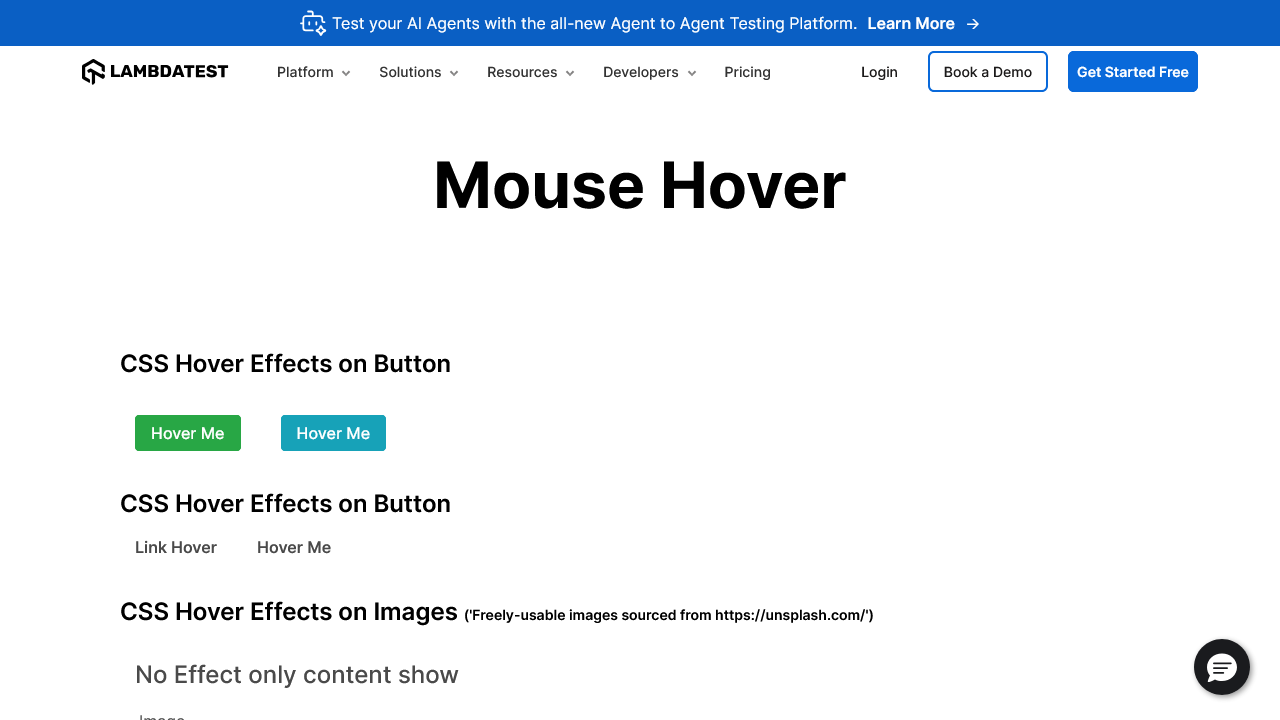 Test your AI Agents with the all-new Agent to Agent Testing Platform. Learn More →
LAMBDATEST Platform Solutions Resources Developers Pricing Login Book a Demo Get Started Free
Mouse Hover
CSS Hover Effects on Button
Hover Me Hover Me
CSS Hover Effects on Button
Link Hover Hover Me
CSS Hover Effects on Images ('Freely-usable images sourced from https://unsplash.com/')
No Effect only content show
Image